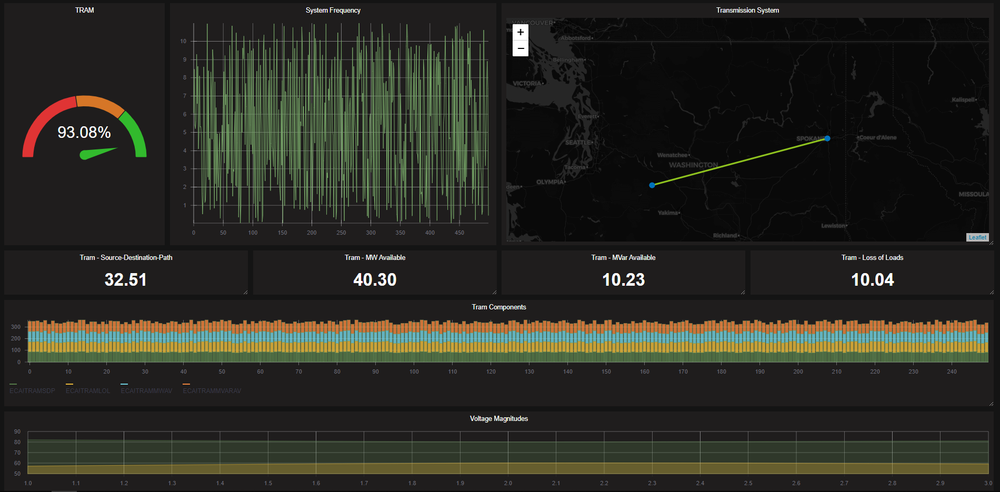 TRAM
93.08%
System Frequency
10
9
8
7
6
5
4
3
2
1
0 50 100 150 200 250 300 350 400 450
Transmission System
+
−
VANCOUVER
Abbotsford
Bellingham
VICTORIA
Kalispell
Everett
SEATTLE
SPOKANE
Coeur d'Alene
Wenatchee
WASHINGTON
Tacoma
OLYMPIA
deen
MISSOULA
Yakima
Lewiston
Richland
Leaflet
Tram - Source-Destination-Path
32.51
Tram - MW Available
40.30
Tram - MVar Available
10.23
Tram - Loss of Loads
10.04
Tram Components
300
200
100
0
0 10 20 30 40 50 60 70 80 90 100 110 120 130 140 150 160 170 180 190 200 210 220 230 240
ECAITRAMSDP ECAITRAMLOL ECAITRAMMWAV ECAITRAMMVARAV
Voltage Magnitudes
90
80
70
60
50
1.0 1.1 1.2 1.3 1.4 1.5 1.6 1.7 1.8 1.9 2.0 2.1 2.2 2.3 2.4 2.5 2.6 2.7 2.8 2.9 3.0